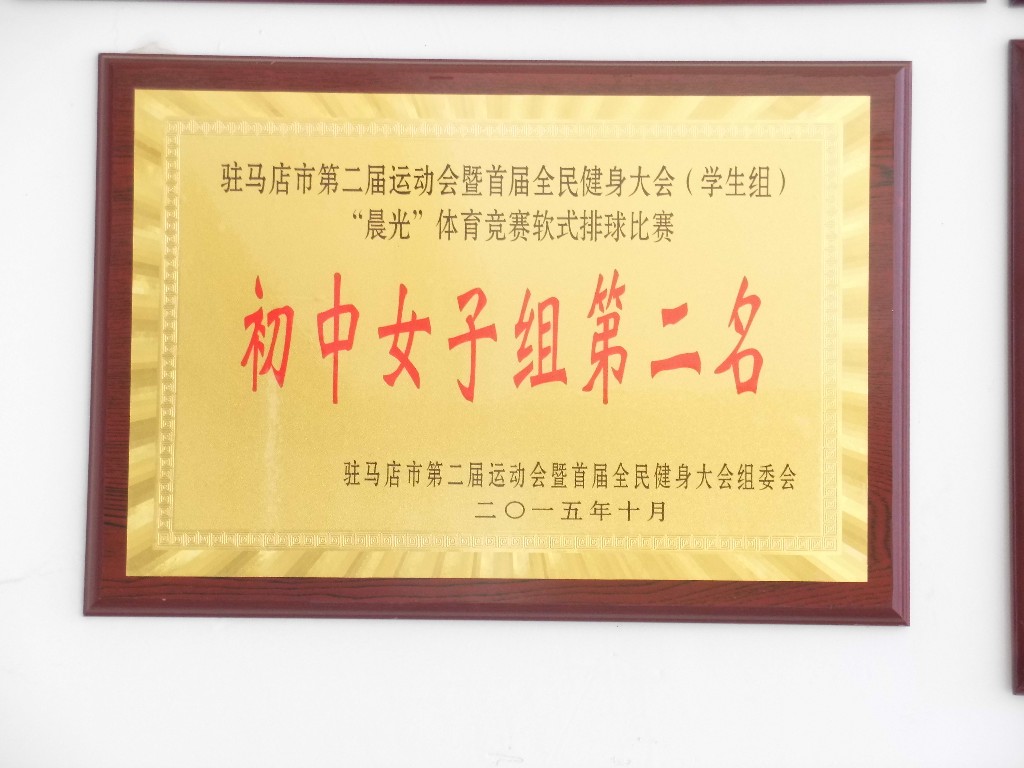 驻马店市第二届运动会暨首届全民健身大会（学生组）
“晨光”体育竞赛软式排球比赛
初中女子组第二名
驻马店市第二届运动会暨首届全民健身大会组委会
二〇一五年十月